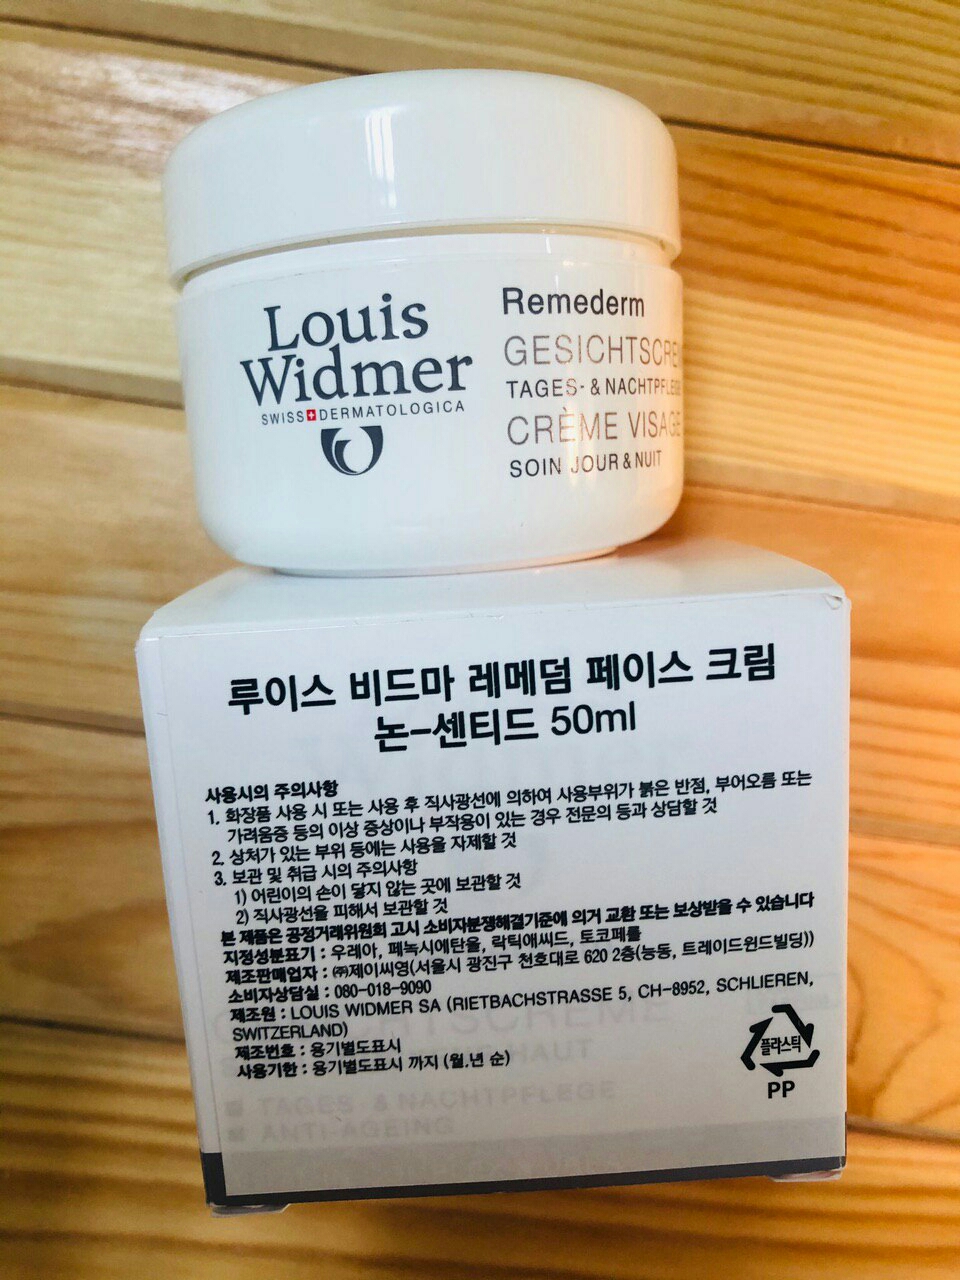 Louis
Widmer
SWISS DERMATOLOGICA
Remederm
GESICHTSCRE
TAGES- & NACHTPFLEGE
CRÈME VISAGE
SOIN JOUR & NUIT
루이스 비드마 레메덤 페이스 크림
논-센티드 50ml
사용시의 주의사항
1. 화장품 사용 시 또는 사용 후 직사광선에 의하여 사용부위가 붉은 반점, 부어오름 또는
가려움증 등의 이상 증상이나 부작용이 있는 경우 전문의 등과 상담할 것
2. 상처가 있는 부위 등에는 사용을 자제할 것
3. 보관 및 취급 시의 주의사항
1) 어린이의 손이 닿지 않는 곳에 보관할 것
2) 직사광선을 피해서 보관할 것
본 제품은 공정거래위원회 고시 소비자분쟁해결기준에 의거 교환 또는 보상받을 수 있습니다
지정성분표기 : 우레아, 페녹시에탄올, 락틱애씨드, 토코페롤
제조판매업자 : ㈜제이씨영(서울시 광진구 천호대로 620 2층(능동, 트레이드윈드빌딩))
소비자상담실 : 080-018-9090
제조원 : LOUIS WIDMER SA (RIETBACHSTRASSE 5, CH-8952, SCHLIEREN,
SWITZERLAND)
제조번호 : 용기별도표시
사용기한 : 용기별도표시 까지 (월.년 순)
플라스틱
PP
GESICHTSCREME
HAUT
TAGES- & NACHTPFLEGE
ANTI-AGEING